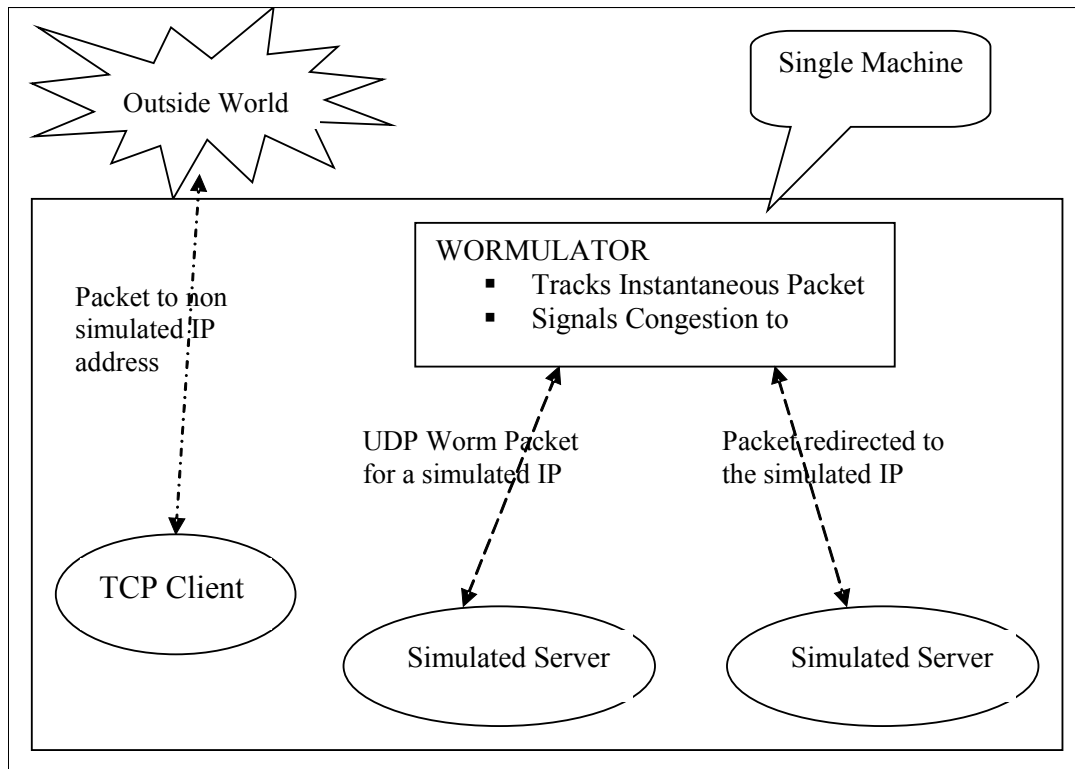 Outside World
Single Machine
WORMULATOR
▪ Tracks Instantaneous Packet
▪ Signals Congestion to
Packet to non
simulated IP
address
UDP Worm Packet
for a simulated IP
Packet redirected to
the simulated IP
TCP Client
Simulated Server
Simulated Server